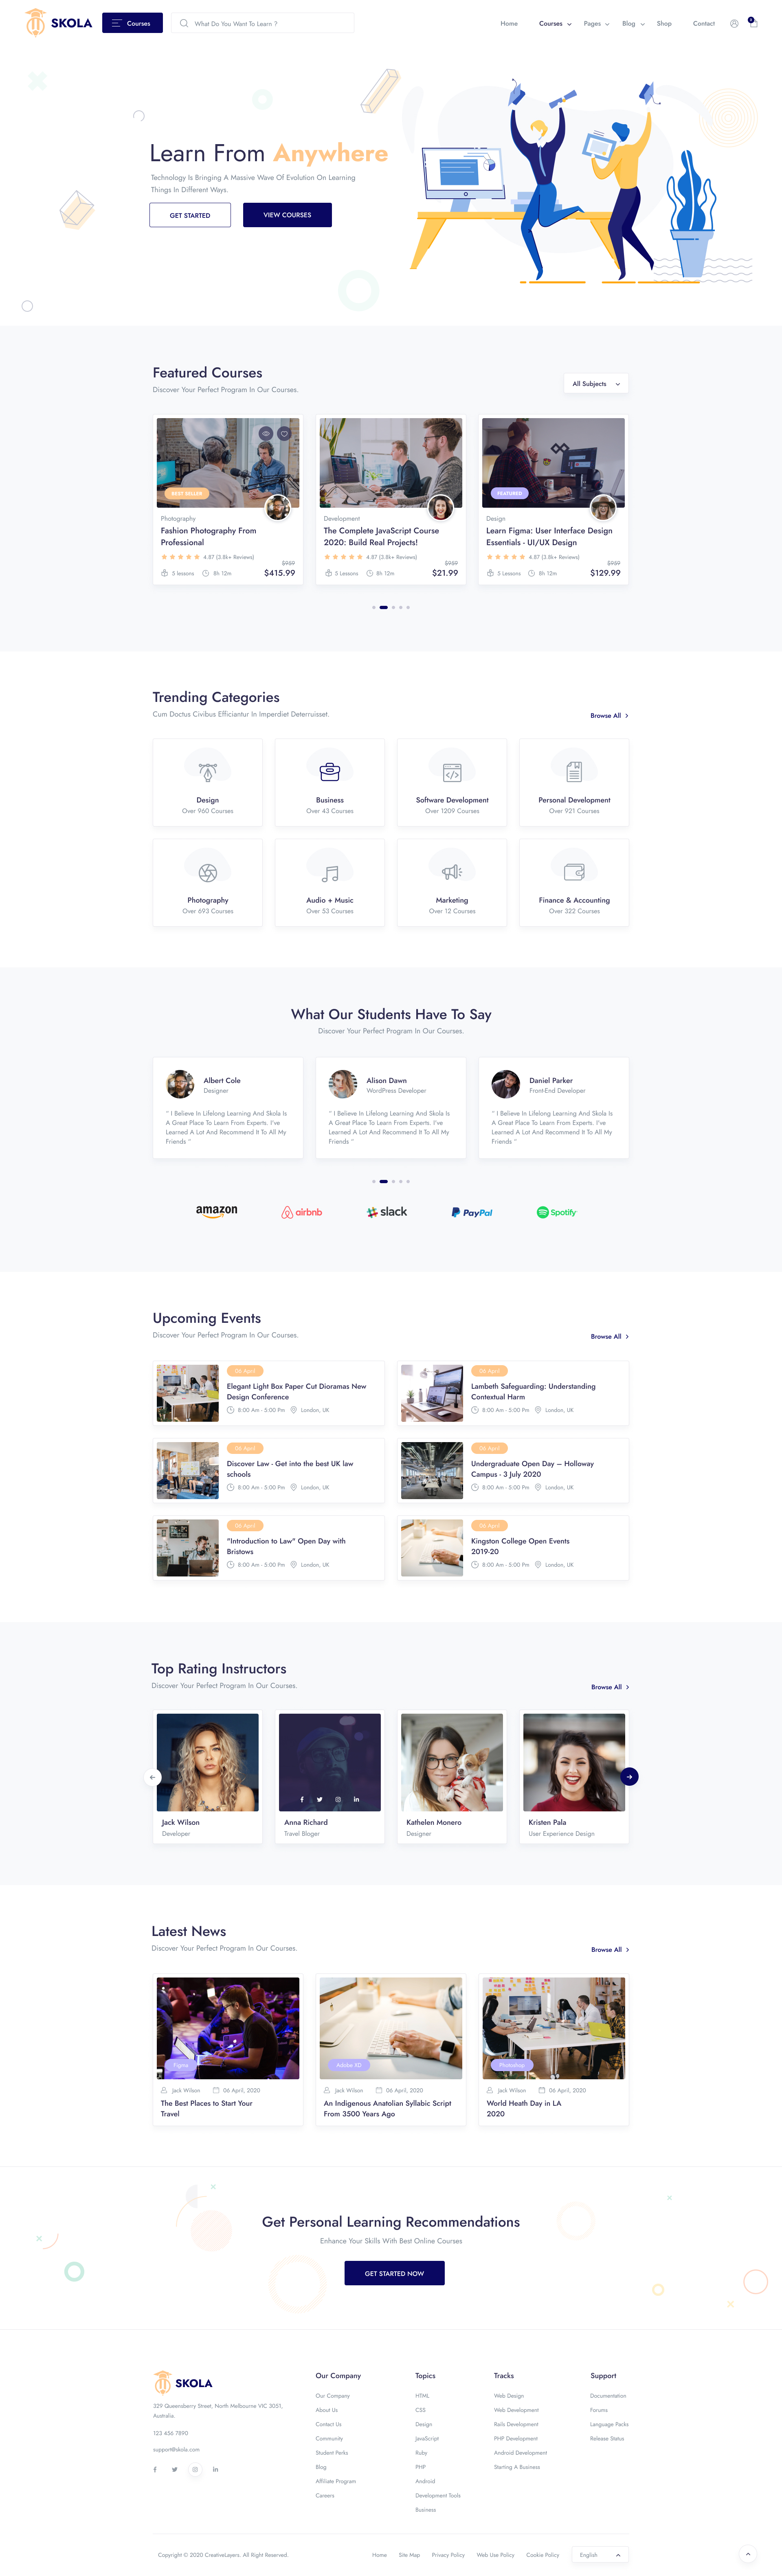 SKOLA
Courses
What Do You Want To Learn ?
Home
Courses
Pages
Blog
Shop
Contact
Learn From Anywhere
Technology Is Bringing A Massive Wave Of Evolution On Learning
Things In Different Ways.
GET STARTED
VIEW COURSES
Featured Courses
Discover Your Perfect Program In Our Courses.
All Subjects
BEST SELLER
Photography
Fashion Photography From
Professional
4.87 (3.8k+ Reviews)
$959
5 lessons
8h 12m
$415.99
Development
The Complete JavaScript Course
2020: Build Real Projects!
4.87 (3.8k+ Reviews)
$959
5 Lessons
8h 12m
$21.99
FEATURED
Design
Learn Figma: User Interface Design
Essentials - UI/UX Design
4.87 (3.8k+ Reviews)
$959
5 Lessons
8h 12m
$129.99
Trending Categories
Cum Doctus Civibus Efficiantur In Imperdiet Deterruisset.
Browse All
Design
Over 960 Courses
Business
Over 43 Courses
Software Development
Over 1209 Courses
Personal Development
Over 921 Courses
Photography
Over 693 Courses
Audio + Music
Over 53 Courses
Marketing
Over 12 Courses
Finance & Accounting
Over 322 Courses
What Our Students Have To Say
Discover Your Perfect Program In Our Courses.
Albert Cole
Designer
“ I Believe In Lifelong Learning And Skola Is
A Great Place To Learn From Experts. I've
Learned A Lot And Recommend It To All My
Friends ”
Alison Dawn
WordPress Developer
“ I Believe In Lifelong Learning And Skola Is
A Great Place To Learn From Experts. I've
Learned A Lot And Recommend It To All My
Friends ”
Daniel Parker
Front-End Developer
“ I Believe In Lifelong Learning And Skola Is
A Great Place To Learn From Experts. I've
Learned A Lot And Recommend It To All My
Friends ”
amazon
airbnb
slack
PayPal
Spotify
Upcoming Events
Discover Your Perfect Program In Our Courses.
Browse All
06 April
Elegant Light Box Paper Cut Dioramas New
Design Conference
8:00 Am - 5:00 Pm
London, UK
06 April
Lambeth Safeguarding: Understanding
Contextual Harm
8:00 Am - 5:00 Pm
London, UK
06 April
Discover Law - Get into the best UK law
schools
8:00 Am - 5:00 Pm
London, UK
06 April
Undergraduate Open Day – Holloway
Campus - 3 July 2020
8:00 Am - 5:00 Pm
London, UK
06 April
"Introduction to Law" Open Day with
Bristows
8:00 Am - 5:00 Pm
London, UK
06 April
Kingston College Open Events
2019-20
8:00 Am - 5:00 Pm
London, UK
Top Rating Instructors
Discover Your Perfect Program In Our Courses.
Browse All
Jack Wilson
Developer
Anna Richard
Travel Bloger
Kathelen Monero
Designer
Kristen Pala
User Experience Design
Latest News
Discover Your Perfect Program In Our Courses.
Browse All
Figma
Jack Wilson
06 April, 2020
The Best Places to Start Your
Travel
Adobe XD
Jack Wilson
06 April, 2020
An Indigenous Anatolian Syllabic Script
From 3500 Years Ago
Photoshop
Jack Wilson
06 April, 2020
World Heath Day in LA
2020
Get Personal Learning Recommendations
Enhance Your Skills With Best Online Courses
GET STARTED NOW
SKOLA
329 Queensberry Street, North Melbourne VIC 3051,
Australia.
123 456 7890
support@skola.com
Our Company
Our Company
About Us
Contact Us
Community
Student Perks
Blog
Affiliate Program
Careers
Topics
HTML
CSS
Design
JavaScript
Ruby
PHP
Android
Development Tools
Business
Tracks
Web Design
Web Development
Rails Development
PHP Development
Android Development
Starting A Business
Support
Documentation
Forums
Language Packs
Release Status
Copyright © 2020 CreativeLepers. All Right Reserved.
Home
Site Map
Privacy Policy
Web Use Policy
Cookie Policy
English